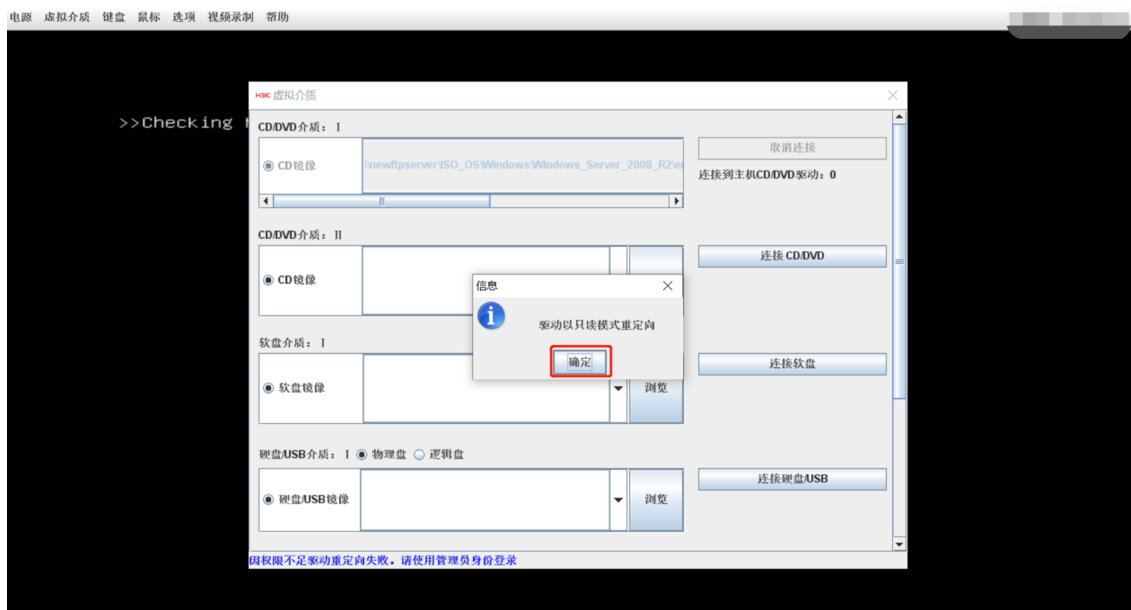 电源 虚拟介质 键盘 鼠标 选项 视频录制 帮助
H3C 虚拟介质
>>Checking
CD/DVD介质： I
CD镜像
\newftpserver\ISO_OS\Windows\Windows_Server_2008_R2\
取消连接
连接到主机CD/DVD驱动：0
CD/DVD介质： II
CD镜像
连接 CD/DVD
信息
驱动以只读模式重定向
确定
软盘介质： I
软盘镜像
浏览
连接软盘
硬盘/USB介质： I 物理盘 逻辑盘
硬盘/USB镜像
浏览
连接硬盘/USB
因权限不足驱动重定向失败。请使用管理员身份登录